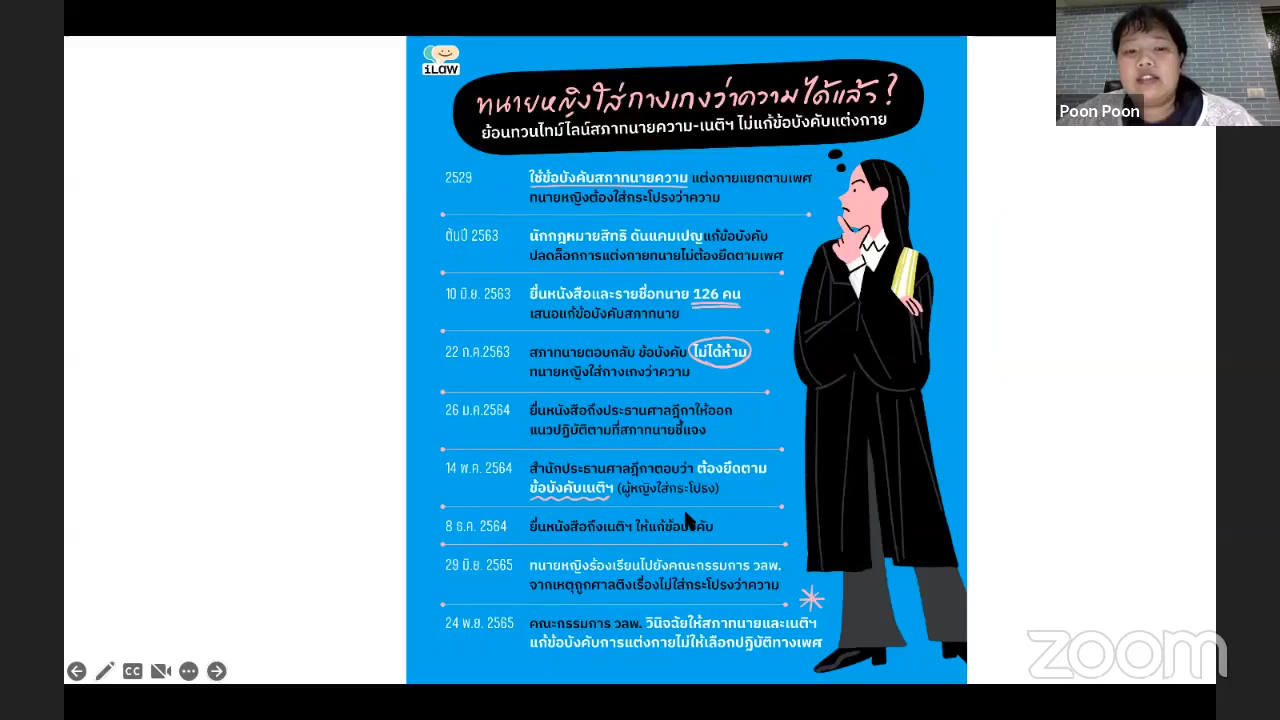 iLaw
ทนายหญิงใส่กางเกงว่าความได้แล้ว?
ย้อนทวนไทม์ไลน์สภาทนายความ-เนติฯ ไม่แก้ข้อบังคับแต่งกาย
2529
ใช้ข้อบังคับสภาทนายความ แต่งกายแยกตามเพศ
ทนายหญิงต้องใส่กระโปรงว่าความ
ต้นปี 2563
นักกฎหมายสิทธิ ดันแคมเปญแก้ข้อบังคับ
ปลดล็อกการแต่งกายทนายไม่ต้องยึดตามเพศ
10 มิ.ย. 2563
ยื่นหนังสือและรายชื่อทนาย 126 คน
เสนอแก้ข้อบังคับสภาทนาย
22 ก.ค.2563
สภาทนายตอบกลับ ข้อบังคับ ไม่ได้ห้าม
ทนายหญิงใส่กางเกงว่าความ
26 ม.ค.2564
ยื่นหนังสือถึงประธานศาลฎีกาให้ออก
แนวปฏิบัติตามที่สภาทนายชี้แจง
14 พ.ค. 2564
สำนักประธานศาลฎีกาตอบว่า ต้องยึดตาม
ข้อบังคับเนติฯ (ผู้หญิงใส่กระโปรง)
8 ธ.ค. 2564
ยื่นหนังสือถึงเนติฯ ให้แก้ข้อบังคับ
29 มิ.ย. 2565
ทนายหญิงร้องเรียนไปยังคณะกรรมการ วลพ.
จากเหตุถูกศาลติงเรื่องไม่ใส่กระโปรงว่าความ
24 พ.ย. 2565
คณะกรรมการ วลพ. วินิจฉัยให้สภาทนายและเนติฯ
แก้ข้อบังคับการแต่งกายไม่ให้เลือกปฏิบัติทางเพศ
Poon Poon
CC
zoom